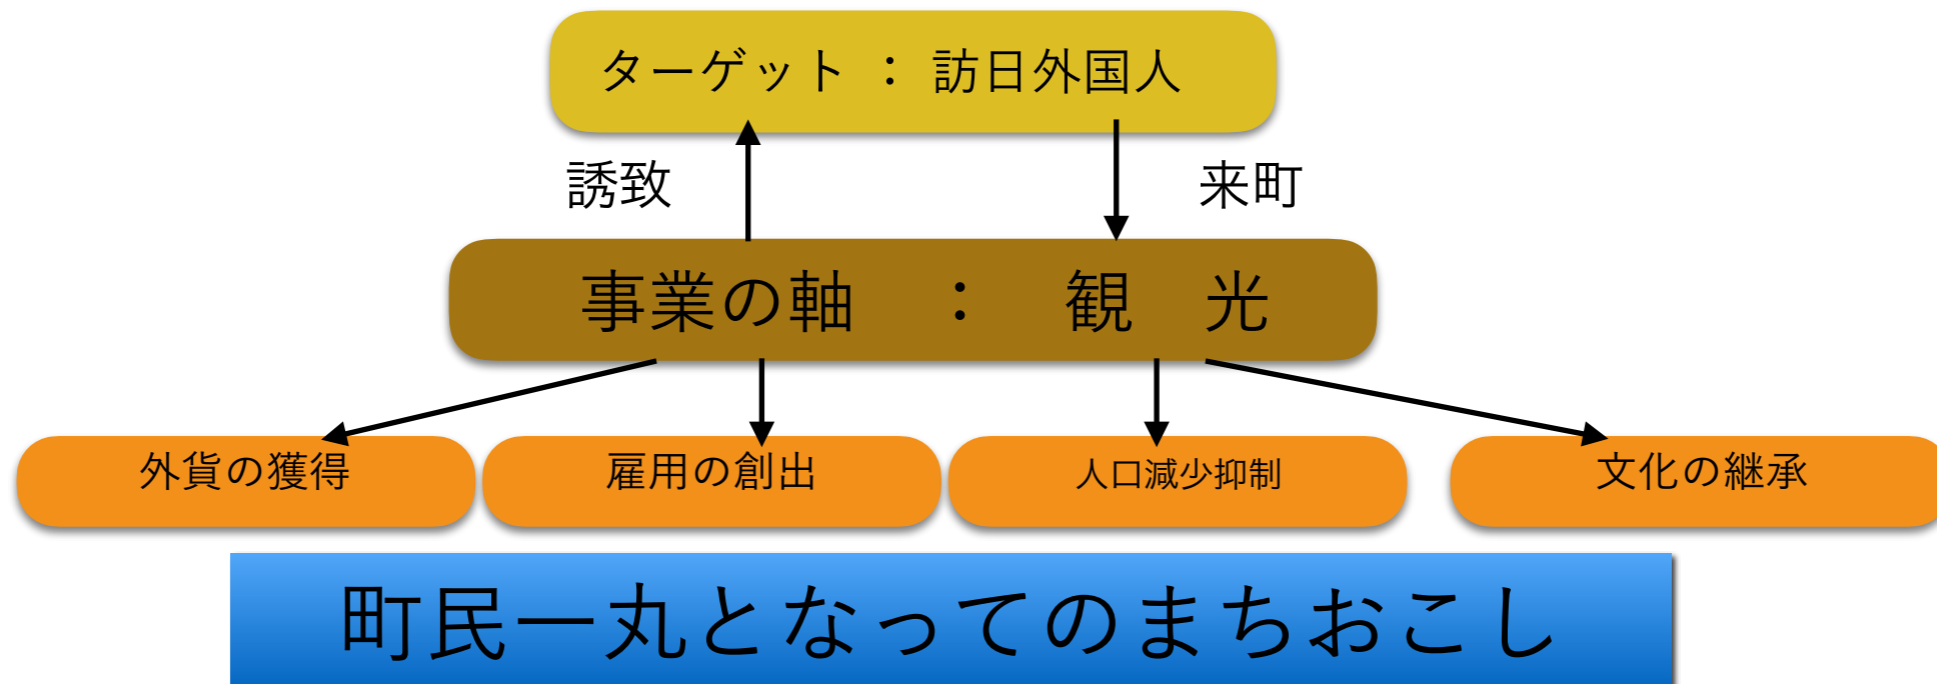 ターゲット ： 訪日外国人
誘致
来町
事業の軸　：　観　光
外貨の獲得
雇用の創出
人口減少抑制
文化の継承
町民一丸となってのまちおこし